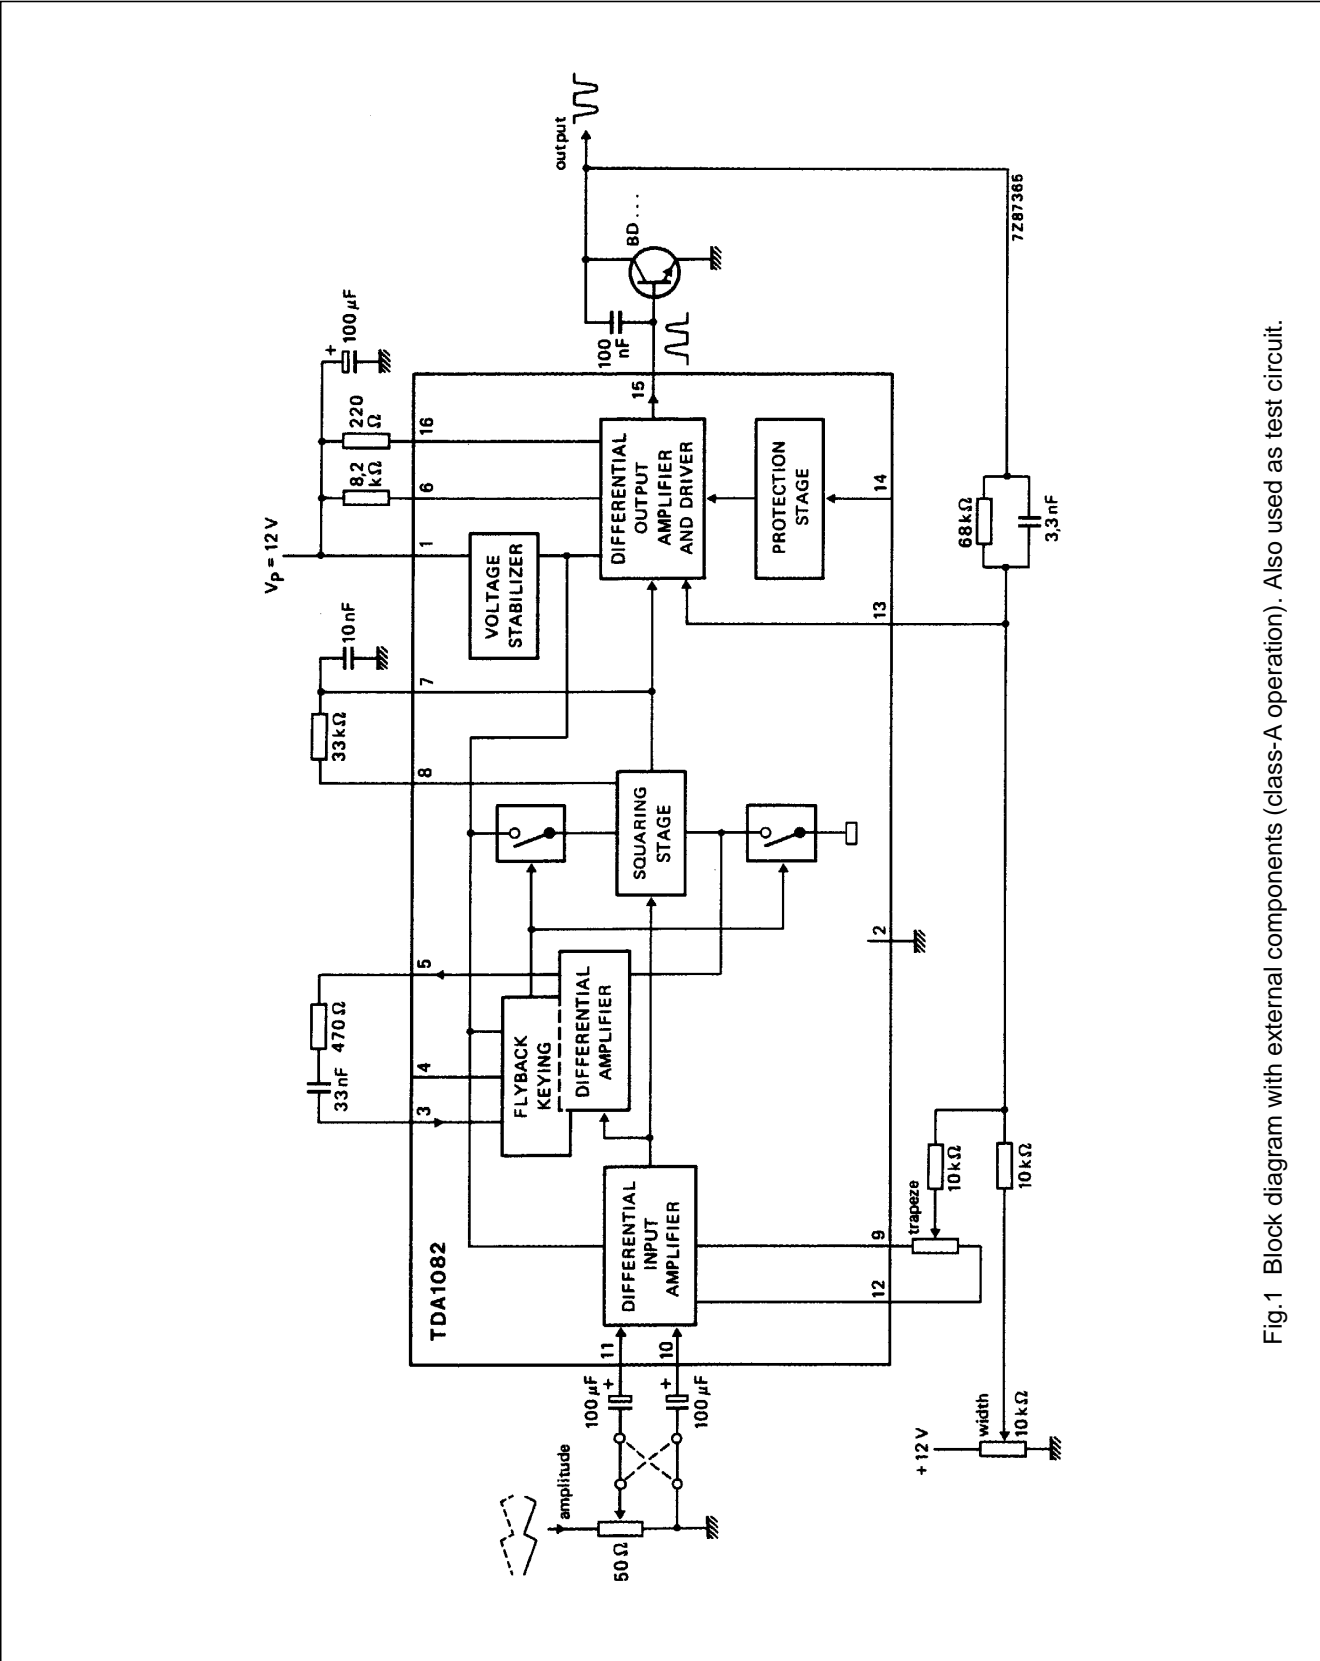 Vp = 12 V
+
100 µF
220
Ω
8,2
kΩ
10 nF
33 kΩ
470 Ω
33 nF
3
4
5
8
7
1
6
16
TDA1082
FLYBACK
KEYING
DIFFERENTIAL
AMPLIFIER
VOLTAGE
STABILIZER
amplitude
50 Ω
100 µF
+
11
+
100 µF
10
DIFFERENTIAL
INPUT
AMPLIFIER
SQUARING
STAGE
DIFFERENTIAL
OUTPUT
AMPLIFIER
AND DRIVER
15
100
nF
BD ....
output
PROTECTION
STAGE
12
9
2
13
14
+ 12 V
width
10 kΩ
trapeze
10 kΩ
10 kΩ
68 kΩ
3,3 nF
7Z87365
Fig.1 Block diagram with external components (class-A operation). Also used as test circuit.